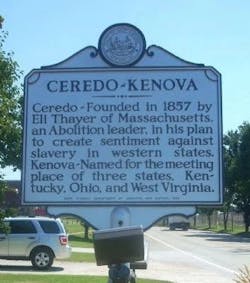 CEREDO-KENOVA
Ceredo-Founded in 1857 by
Eli Thayer of Massachusetts,
an Abolition leader, in his plan
to create sentiment against
slavery in western states.
Kenova-Named for the meeting
place of three states, Ken-
tucky, Ohio, and West Virginia.